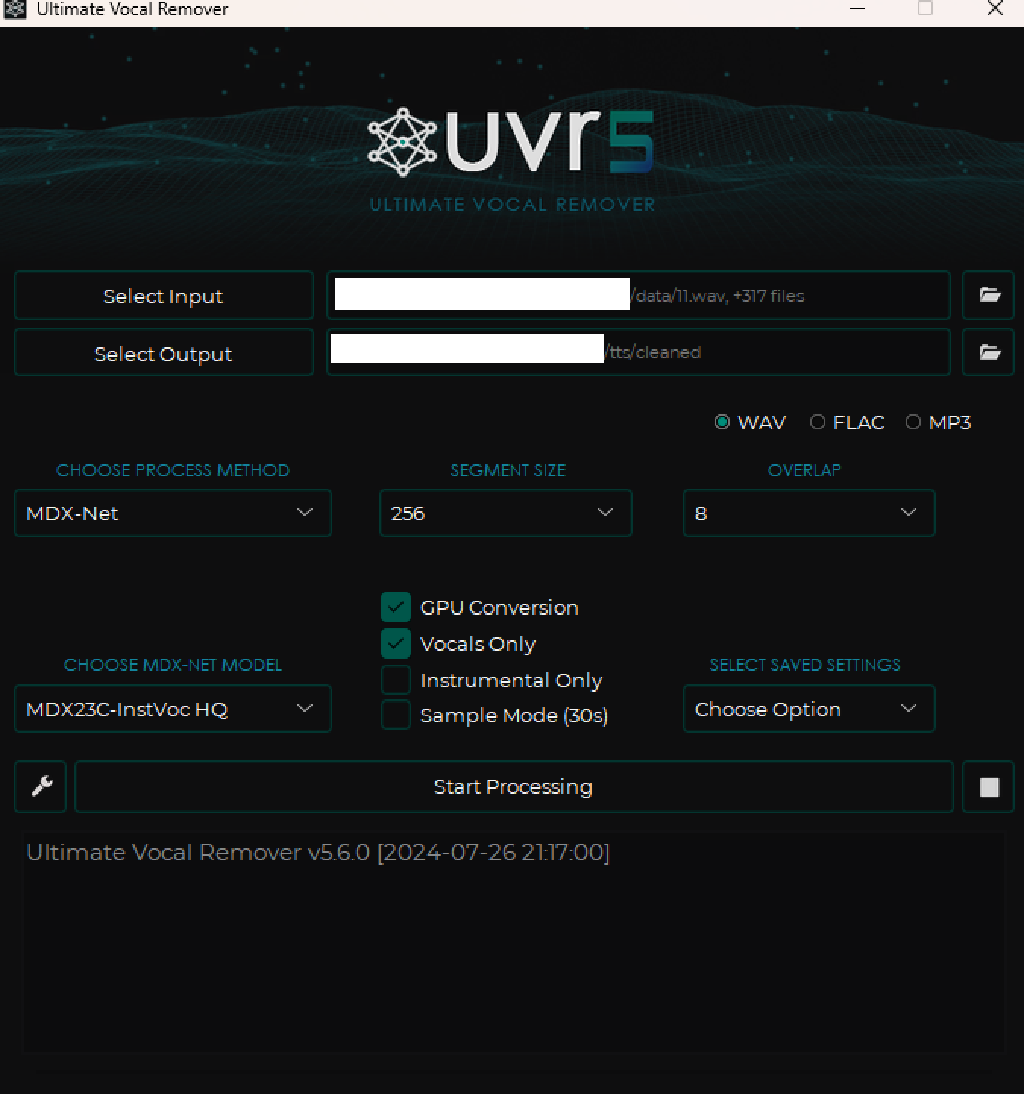 Ultimate Vocal Remover
uvr5
ULTIMATE VOCAL REMOVER
Select Input /data/11.wav, +317 files
Select Output /tts/cleaned
WAV FLAC MP3
CHOOSE PROCESS METHOD SEGMENT SIZE OVERLAP
MDX-Net 256 8
GPU Conversion
Vocals Only
CHOOSE MDX-NET MODEL SELECT SAVED SETTINGS
Instrumental Only
MDX23C-InstVoc HQ Choose Option
Sample Mode (30s)
Start Processing
Ultimate Vocal Remover v5.6.0 [2024-07-26 21:17:00]